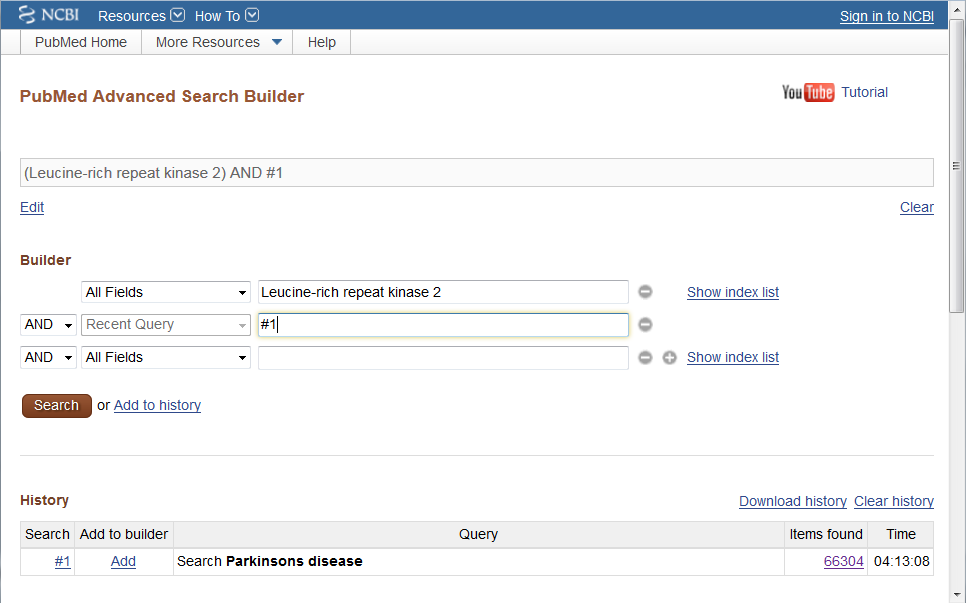 NCBI Resources How To Sign in to NCBI
PubMed Home More Resources Help
PubMed Advanced Search Builder YouTube Tutorial
(Leucine-rich repeat kinase 2) AND #1
Edit Clear
Builder
All Fields Leucine-rich repeat kinase 2 Show index list
AND Recent Query #1
AND All Fields Show index list
Search or Add to history
History Download history Clear history
Search Add to builder Query Items found Time
#1 Add Search Parkinsons disease 66304 04:13:08